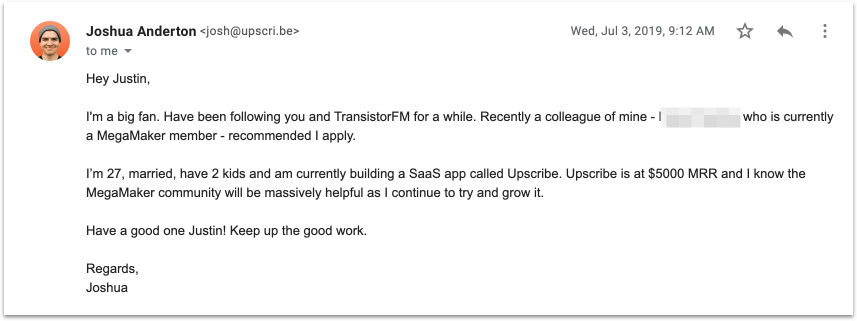 Joshua Anderton <josh@upscri.be> Wed, Jul 3, 2019, 9:12 AM
to me
Hey Justin,
I'm a big fan. Have been following you and TransistorFM for a while. Recently a colleague of mine - who is currently
a MegaMaker member - recommended I apply.
I'm 27, married, have 2 kids and am currently building a SaaS app called Upscribe. Upscribe is at $5000 MRR and I know the
MegaMaker community will be massively helpful as I continue to try and grow it.
Have a good one Justin! Keep up the good work.
Regards,
Joshua